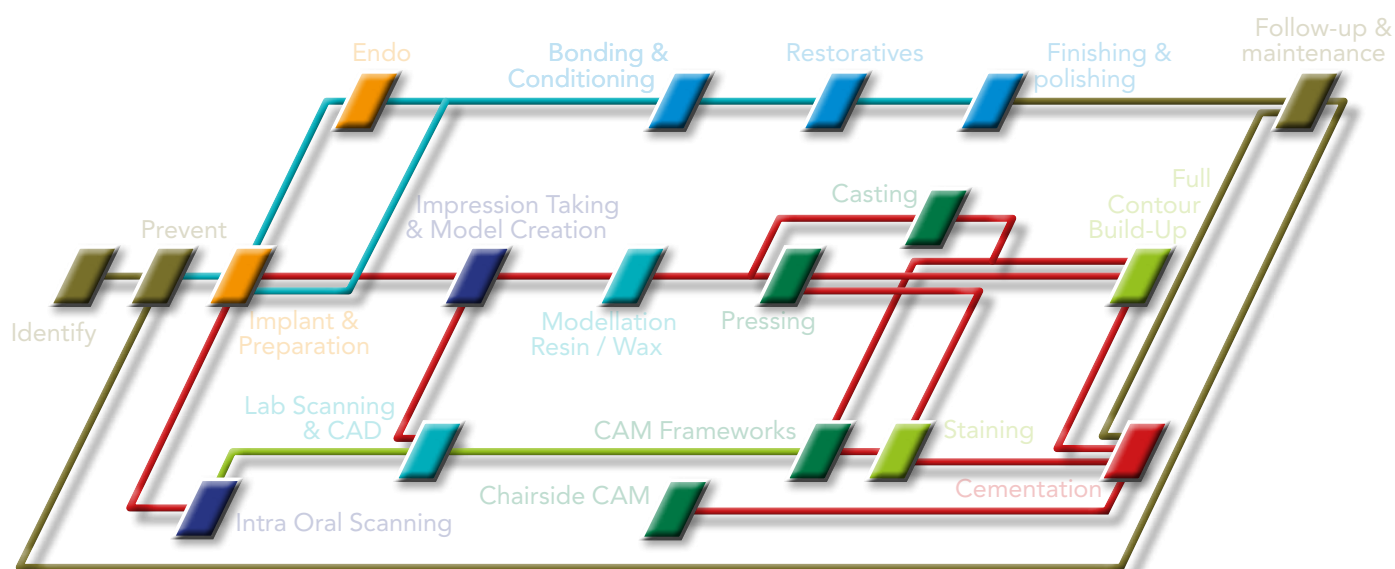 Follow-up &
maintenance
Endo
Bonding &
Conditioning
Restoratives
Finishing &
polishing
Casting
Full
Contour
Build-Up
Impression Taking
& Model Creation
Prevent
Identify
Implant &
Preparation
Modellation
Resin / Wax
Pressing
Lab Scanning
& CAD
CAM Frameworks
Staining
Cementation
Chairside CAM
Intra Oral Scanning